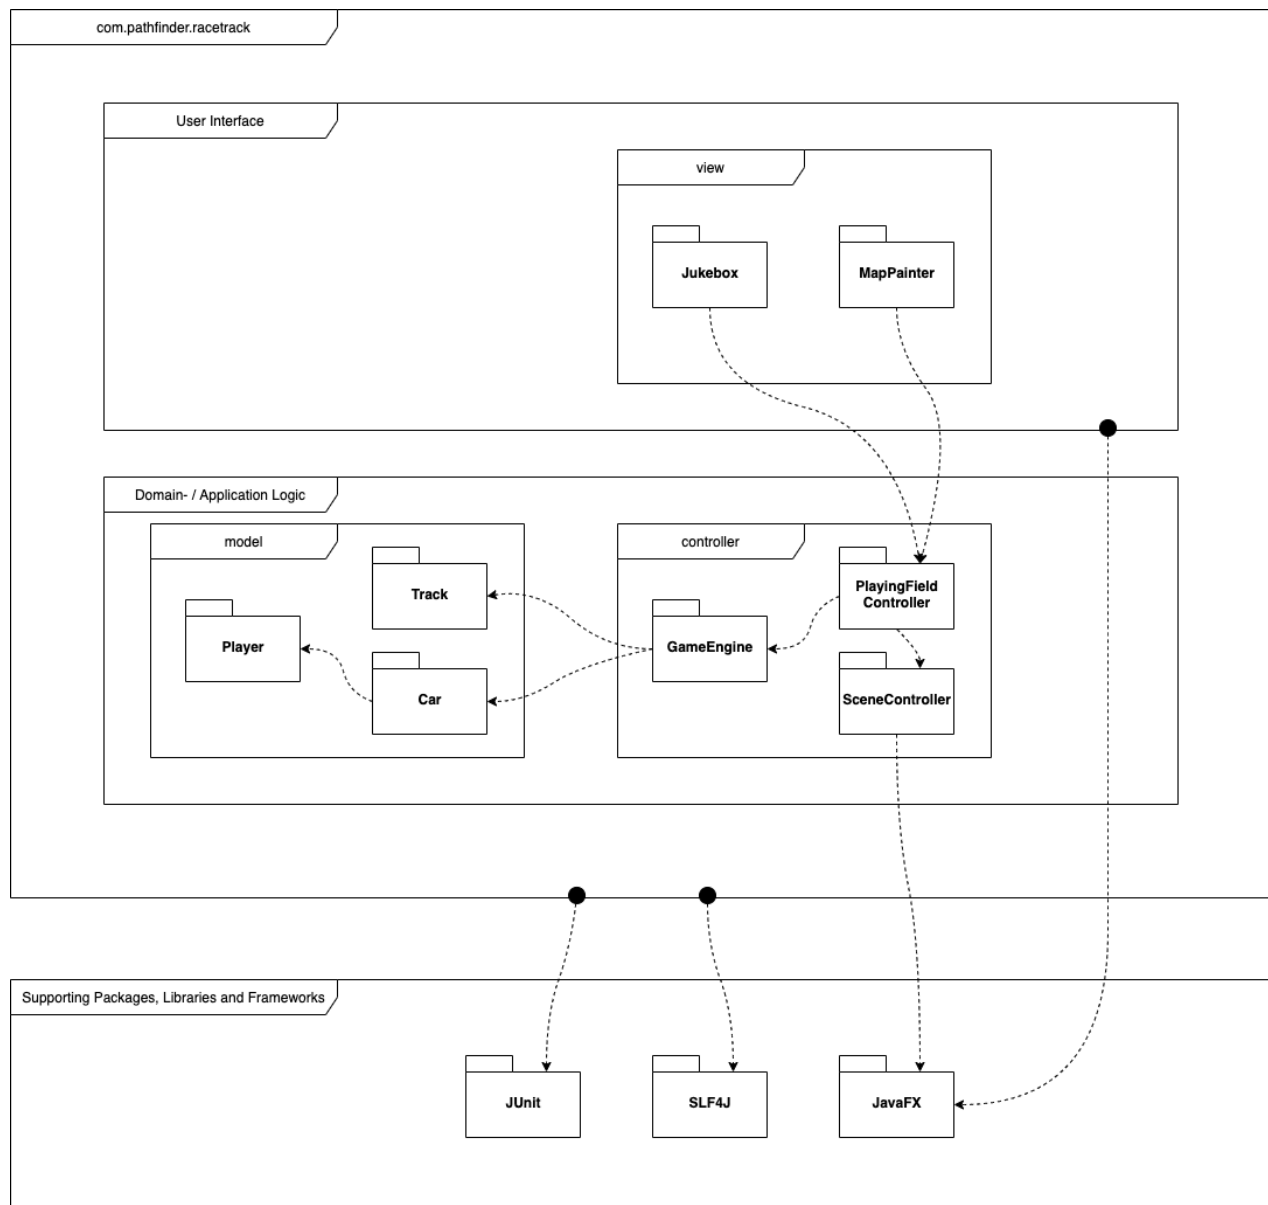 com.pathfinder.racetrack
User Interface
view
Jukebox
MapPainter
Domain- / Application Logic
model
controller
Track
PlayingField
Controller
Player
GameEngine
Car
SceneController
Supporting Packages, Libraries and Frameworks
JUnit
SLF4J
JavaFX